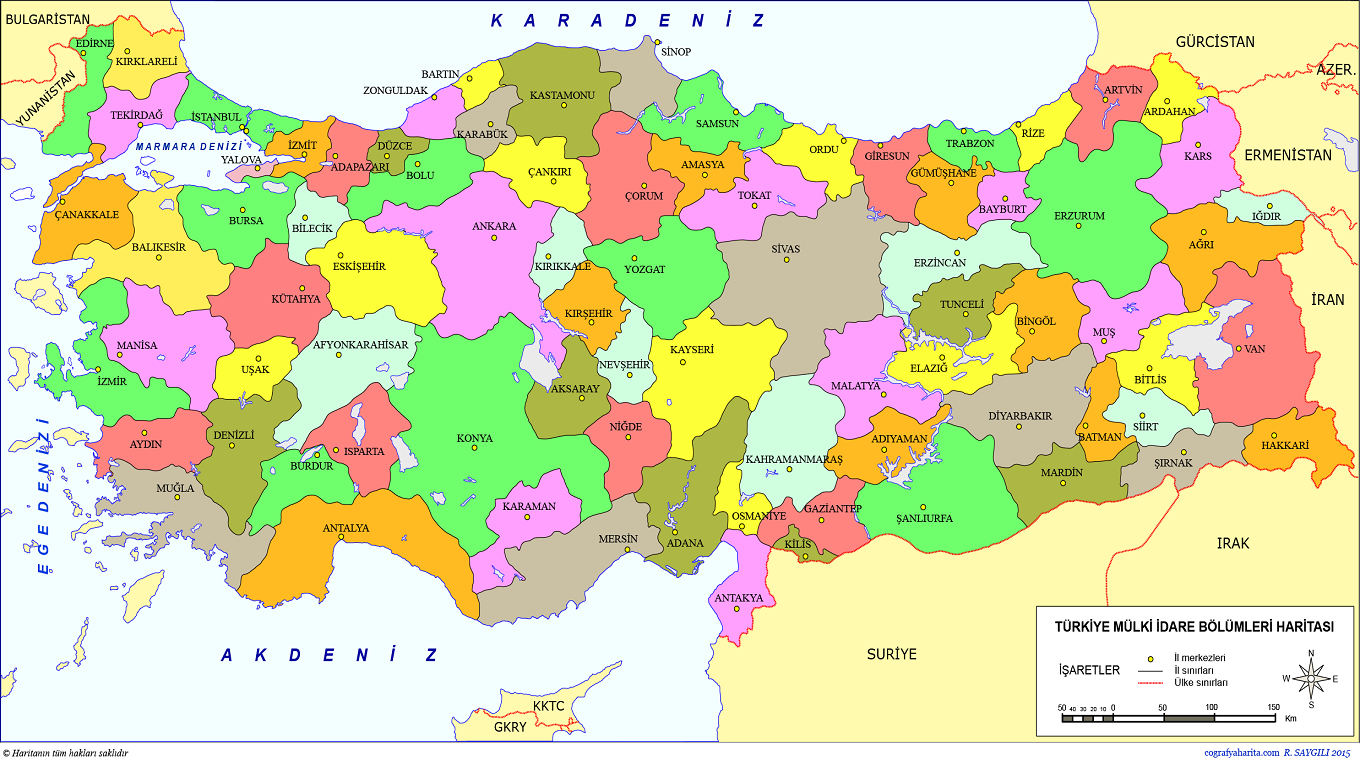 K A R A D E N İ Z
BULGARİSTAN
EDİRNE
KIRKLARELİ
YUNANİSTAN
TEKİRDAĞ
İSTANBUL
MARMARA DENİZİ
YALOVA
İZMİT
ADAPAZARI
DÜZCE
BOLU
ZONGULDAK
BARTIN
KARABÜK
KASTAMONU
SİNOP
SAMSUN
ÇANKIRI
ÇORUM
AMASYA
TOKAT
ORDU
GİRESUN
TRABZON
GÜMÜŞHANE
RİZE
BAYBURT
ARTVİN
ARDAHAN
KARS
GÜRCİSTAN
AZER.
ERMENİSTAN
IĞDIR
AĞRI
ERZURUM
ERZİNCAN
SİVAS
YOZGAT
KIRIKKALE
ANKARA
ESKİŞEHİR
BİLECİK
BURSA
BALIKESİR
ÇANAKKALE
KÜTAHYA
MANİSA
İZMİR
UŞAK
AFYONKARAHİSAR
KIRŞEHİR
NEVŞEHİR
AKSARAY
KAYSERİ
MALATYA
TUNCELİ
ELAZIĞ
BİNGÖL
MUŞ
BİTLİS
VAN
İRAN
HAKKARİ
ŞIRNAK
SİİRT
BATMAN
DİYARBAKIR
MARDİN
ŞANLIURFA
ADIYAMAN
KAHRAMANMARAŞ
GAZİANTEP
KİLİS
OSMANİYE
ANTAKYA
ADANA
NİĞDE
MERSİN
KARAMAN
KONYA
ISPARTA
BURDUR
ANTALYA
DENİZLİ
AYDIN
MUĞLA
E G E D E N İ Z İ
A K D E N İ Z
KKTC
GKRY
SURİYE
IRAK
TÜRKİYE MÜLKİ İDARE BÖLÜMLERİ HARİTASI
İŞARETLER
İl merkezleri
İl sınırları
Ülke sınırları
N
W E
S
50 40 30 20 10 0 50 100 150 Km
© Haritanın tüm hakları saklıdır
cografyaharita.com R. SAYGILI 2015